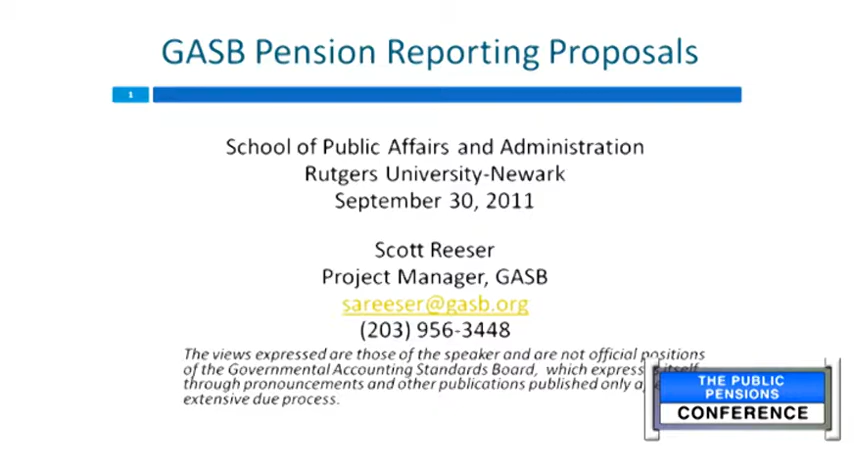 GASB Pension Reporting Proposals
1
School of Public Affairs and Administration
Rutgers University-Newark
September 30, 2011
Scott Reeser
Project Manager, GASB
sareeser@gasb.org
(203) 956-3448
The views expressed are those of the speaker and are not official positions
of the Governmental Accounting Standards Board, which expresses itself
through pronouncements and other publications published only
extensive due process.
THE PUBLIC
PENSIONS
CONFERENCE